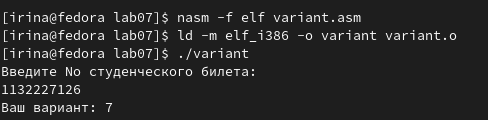 [irina@fedora lab07]$ nasm -f elf variant.asm
[irina@fedora lab07]$ ld -m elf_i386 -o variant variant.o
[irina@fedora lab07]$ ./variant
Введите No студенческого билета:
1132227126
Ваш вариант: 7